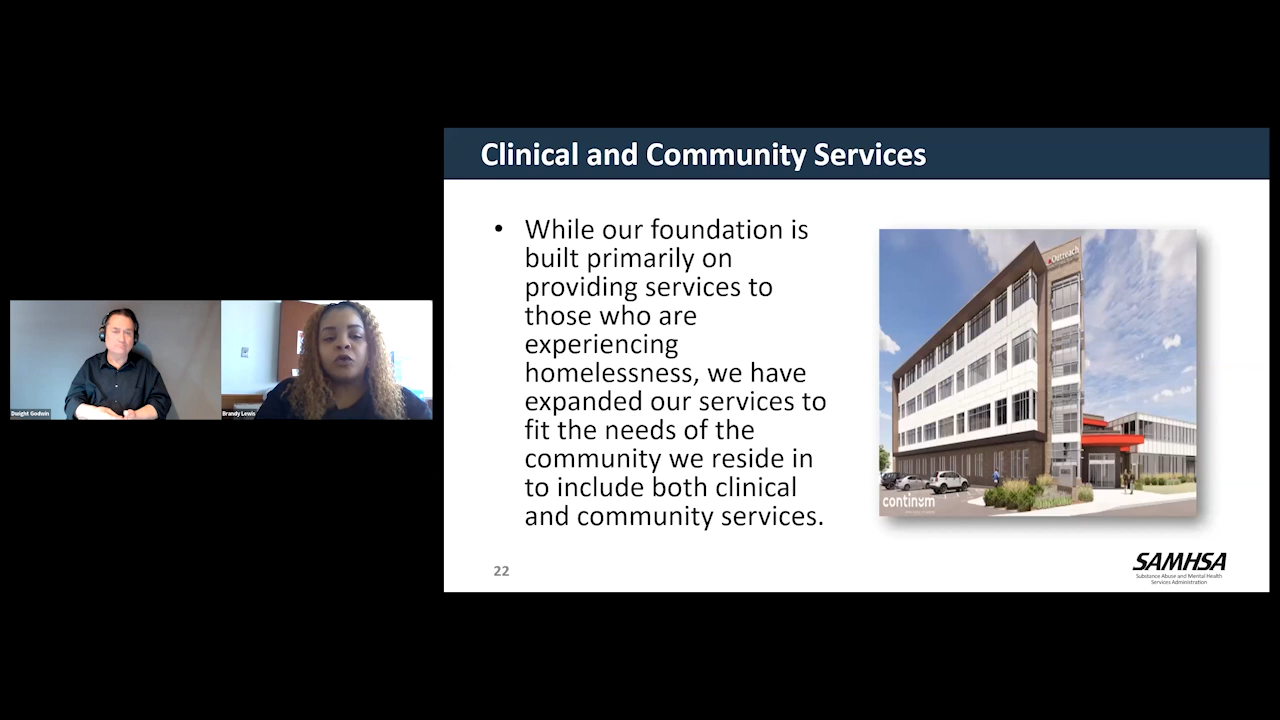 Clinical and Community Services
• While our foundation is
built primarily on
providing services to
those who are
experiencing
homelessness, we have
expanded our services to
fit the needs of the
community we reside in
to include both clinical
and community services.
Outreach
continuum
Dwight Godwin
Brandy Lewis
22
SAMHSA
Substance Abuse and Mental Health
Services Administration